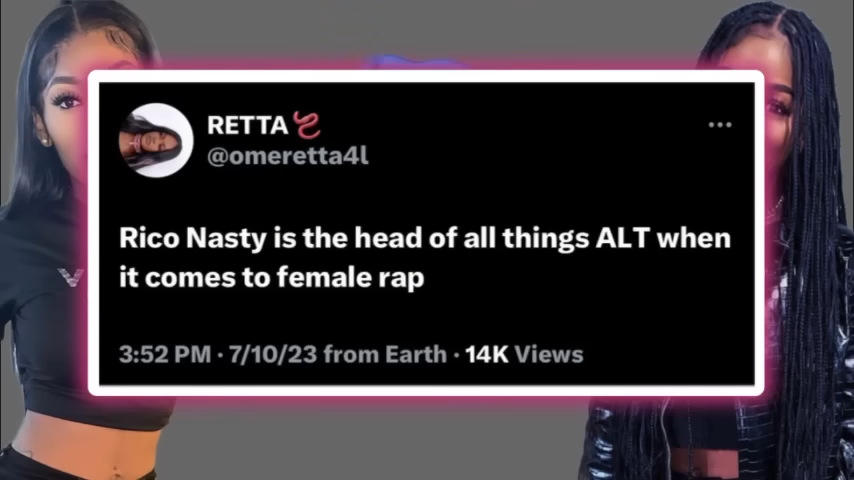 RETTA
@omeretta4l
Rico Nasty is the head of all things ALT when
it comes to female rap
3:52 PM · 7/10/23 from Earth · 14K Views